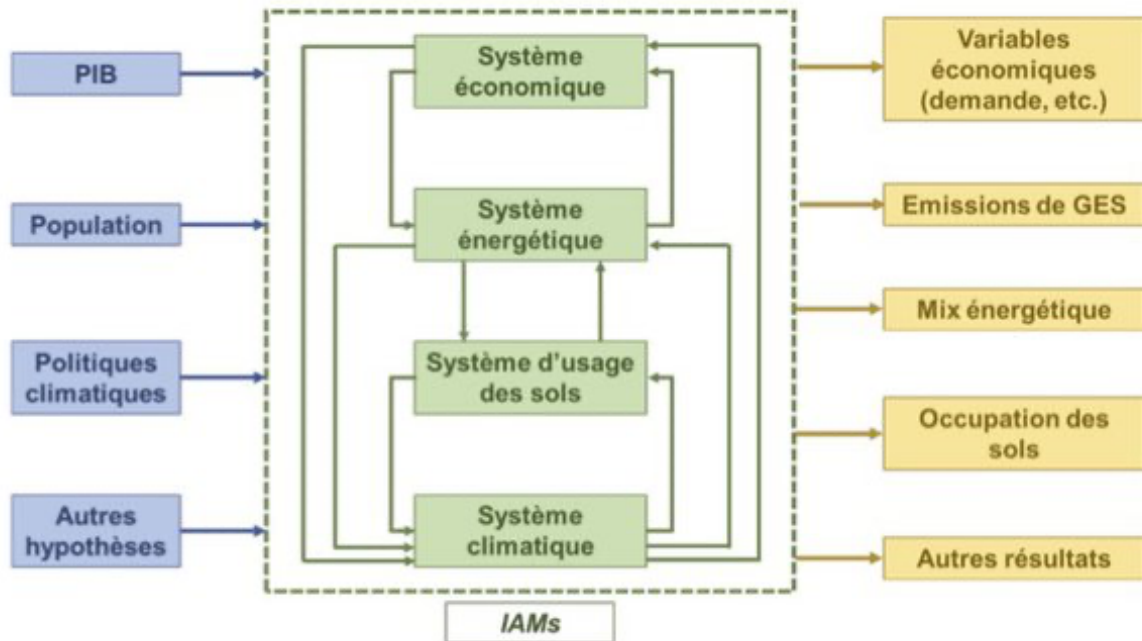 PIB
Population
Politiques
climatiques
Autres
hypothèses
Système
économique
Système
énergétique
Système d'usage
des sols
Système
climatique
IAMs
Variables
économiques
(demande, etc.)
Emissions de GES
Mix énergétique
Occupation des
sols
Autres résultats